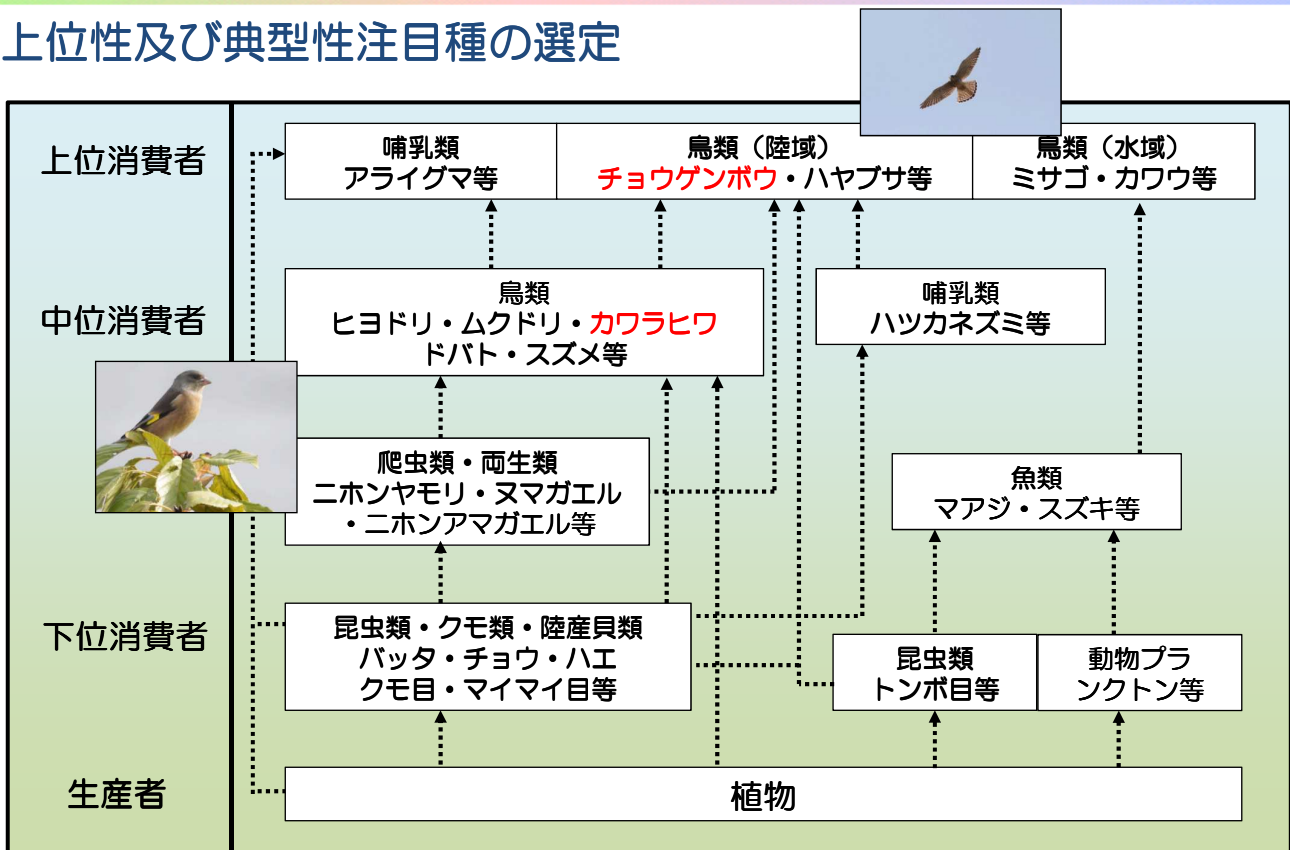 上位性及び典型性注目種の選定
上位消費者
哺乳類
アライグマ等
鳥類（陸域）
チョウゲンボウ・ハヤブサ等
鳥類（水域）
ミサゴ・カワウ等
中位消費者
鳥類
ヒヨドリ・ムクドリ・カワラヒワ
ドバト・スズメ等
哺乳類
ハツカネズミ等
爬虫類・両生類
ニホンヤモリ・ヌマガエル
・ニホンアマガエル等
魚類
マアジ・スズキ等
下位消費者
昆虫類・クモ類・陸産貝類
バッタ・チョウ・ハエ
クモ目・マイマイ目等
昆虫類
トンボ目等
動物プラ
ンクトン等
生産者
植物